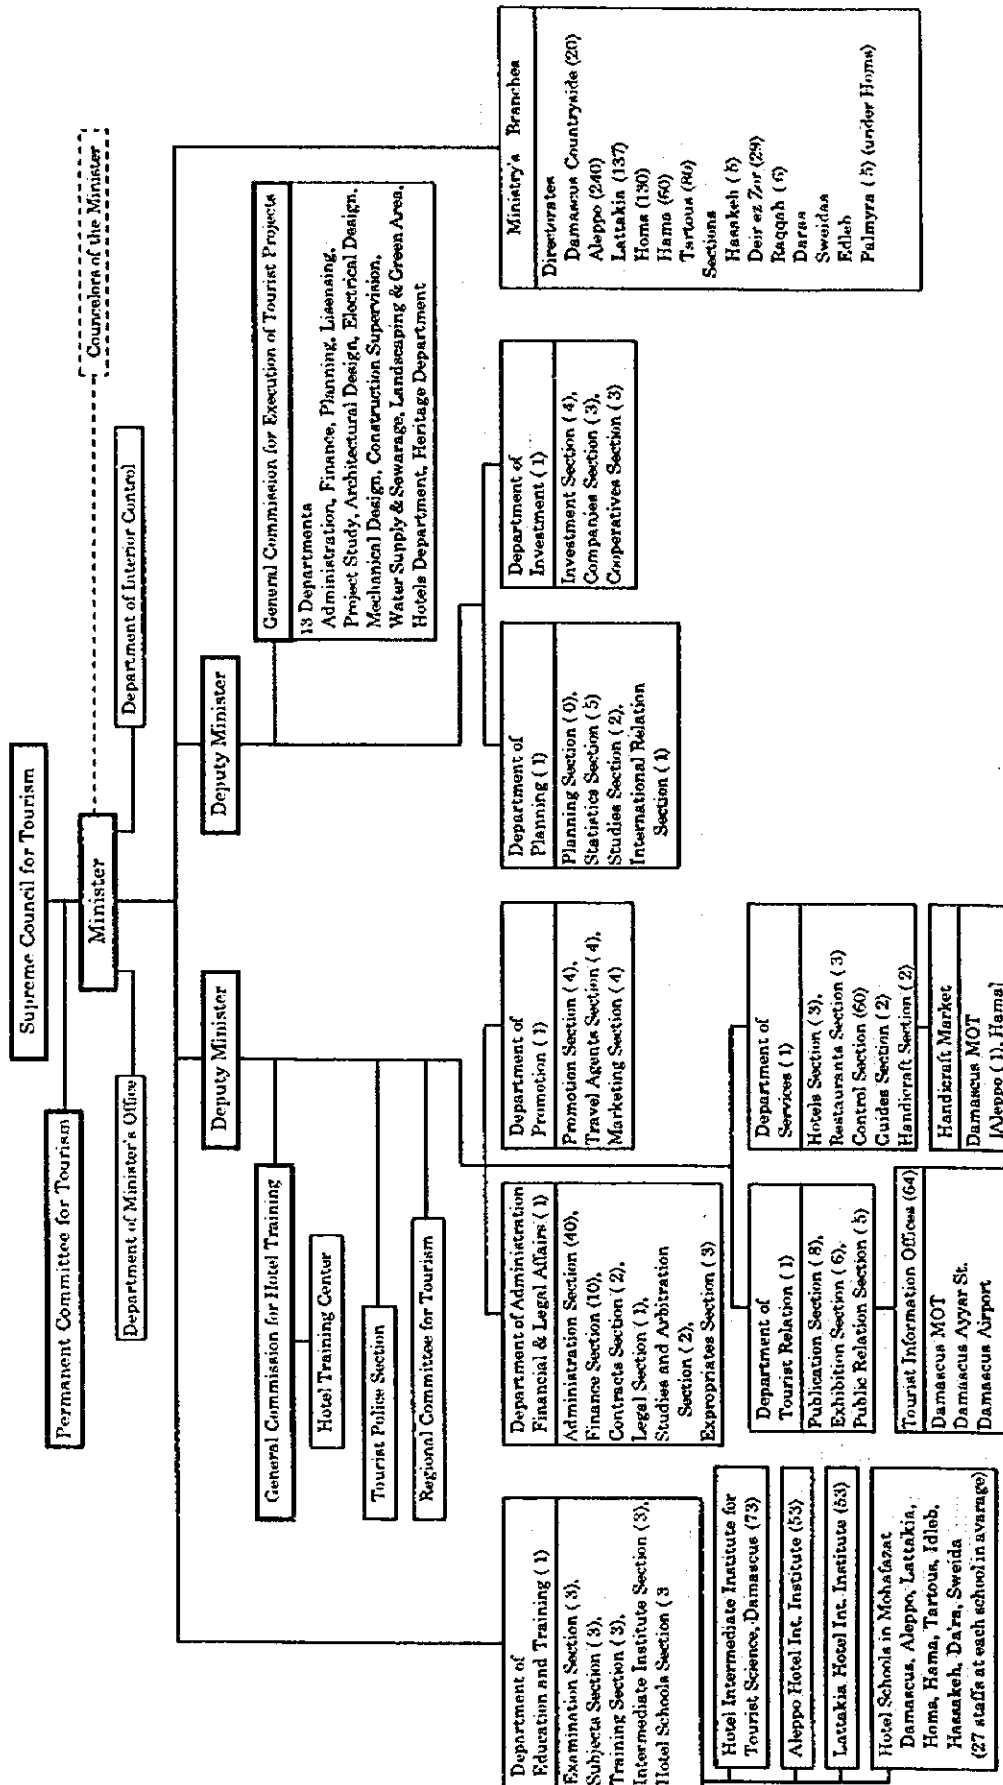 Supreme Council for Tourism
Permanent Committee for Tourism
Minister
Councelors of the Minister
Department of Minister's Office
Department of Interior Control
Deputy Minister
General Commission for Hotel Training
Hotel Training Center
Tourist Police Section
Regional Committee for Tourism
Deputy Minister
General Commission for Execution of Tourist Projects
13 Departments
Administration, Finance, Planning, Lisensing,
Project Study, Architectural Design, Electrical Design,
Mechanical Design, Construction Supervision,
Water Supply & Sewarage, Landscaping & Green Area,
Hotels Department, Heritage Department
Department of
Education and Training (1)
Examination Section (3),
Subjects Section (3),
Training Section (3),
Intermediate Institute Section (3),
Hotel Schools Section (3
Hotel Intermediate Institute for
Tourist Science, Damascus (73)
Aleppo Hotel Int. Institute (53)
Lattakia Hotel Int. Institute (53)
Hotel Schools in Mohafazat
Damascus, Aleppo, Lattakia,
Homs, Hama, Tartous, Idleb,
Hassakeh, Da'ra, Sweida
(27 staffs at each school in avarage)
Department of Administration
Financial & Legal Affairs (1)
Administration Section (40),
Finance Section (10),
Contracts Section (2),
Legal Section (1),
Studies and Arbitration
Section (2),
Expropriates Section (3)
Department of
Promotion (1)
Promotion Section (4),
Travel Agents Section (4),
Marketing Section (4)
Department of
Tourist Relation (1)
Publication Section (8),
Exhibition Section (6),
Public Relation Section (5)
Tourist Information Offices (64)
Damascus MOT
Damascus Ayyar St.
Damascus Airport
Department of
Services (1)
Hotels Section (3),
Restaurants Section (3)
Control Section (60)
Guides Section (2)
Handicraft Section (2)
Handicraft Market
Damascus MOT
[Aleppo (1), Hama]
Department of
Planning (1)
Planning Section (0),
Statistics Section (5)
Studies Section (2),
International Relation
Section (1)
Department of
Investment (1)
Investment Section (4),
Companies Section (3),
Cooperatives Section (3)
Ministry's Branches
Directorates
Damascus Countryside (20)
Aleppo (240)
Lattakia (137)
Homs (130)
Hama (60)
Tartous (80)
Sections
Hasakeh (5)
Deir ez Zor (29)
Raqqah (6)
Daraa
Sweidaa
Edleb
Palmyra (5) (under Homs)